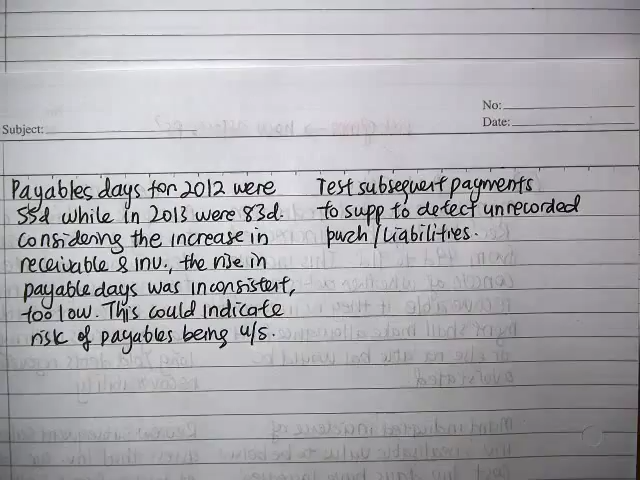 No:
Subject:
Date:
Payables days for 2012 were
55d while in 2013 were 83d.
Considering the increase in
receivable & inv., the rise in
payable days was inconsistent,
too low. This could indicate
risk of payables being u/s.
Test subsequent payments
to supp to detect unrecorded
purch/liabilities.